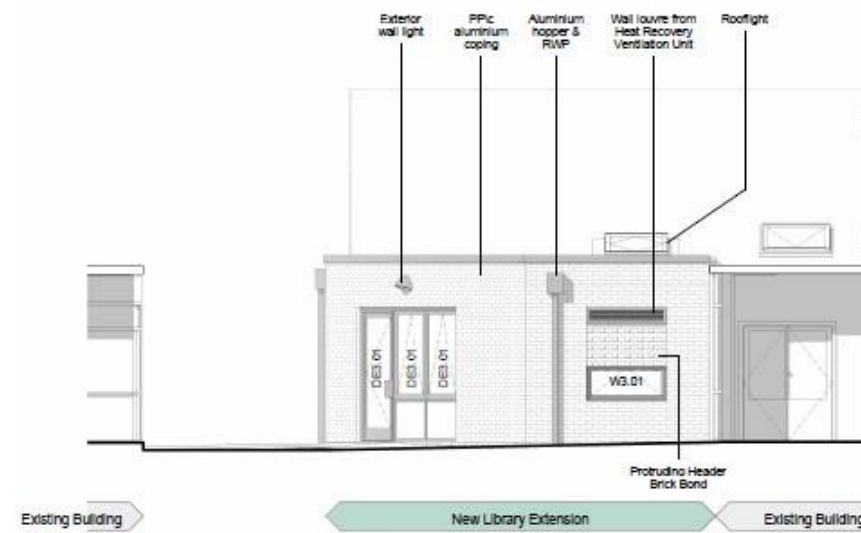 Exterior
wall light
PPlc
aluminium
coping
Aluminium
hopper &
RWP
Wall louvre from
Heat Recovery
Ventilation Unit
Rooflight
DE3.01
DE3.01
DE3.01
W3.01
Protruding Header
Brick Bond
Existing Building
New Library Extension
Existing Building